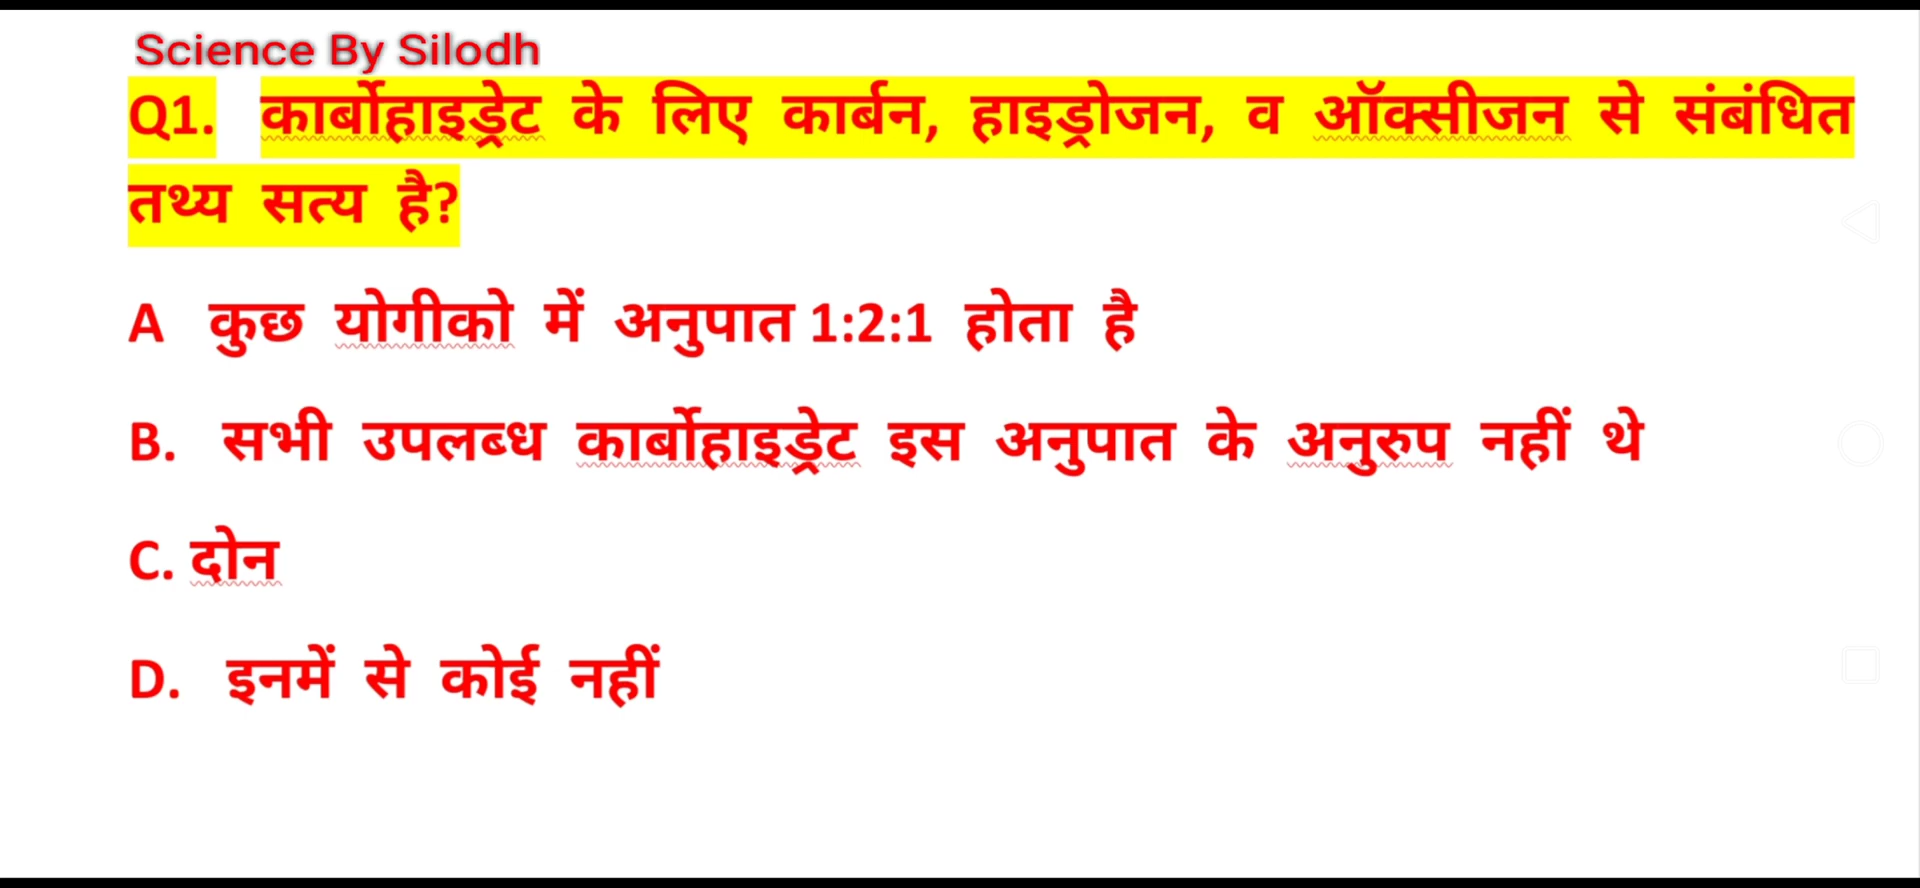 Science By Silodh
Q1. कार्बोहाइड्रेट के लिए कार्बन, हाइड्रोजन, व ऑक्सीजन से संबंधित
तथ्य सत्य है?
A कुछ योगीको में अनुपात 1:2:1 होता है
B. सभी उपलब्ध कार्बोहाइड्रेट इस अनुपात के अनुरुप नहीं थे
C. दोन
D. इनमें से कोई नहीं